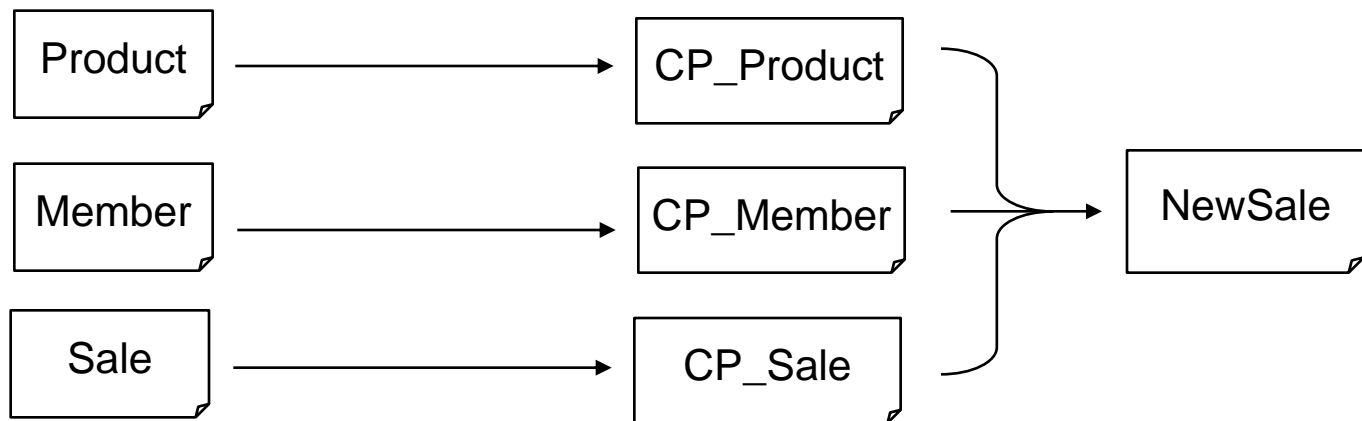 Product
CP_Product
Member
CP_Member
NewSale
Sale
CP_Sale